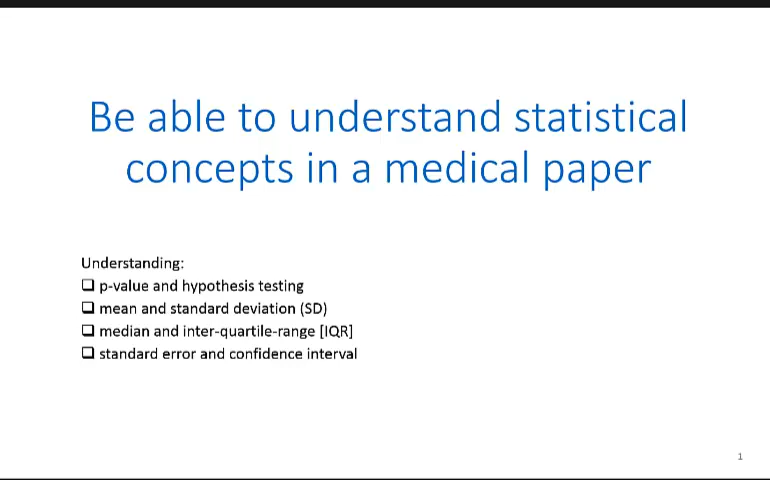 Be able to understand statistical
concepts in a medical paper
Understanding:
❑ p-value and hypothesis testing
❑ mean and standard deviation (SD)
❑ median and inter-quartile-range [IQR]
❑ standard error and confidence interval
1